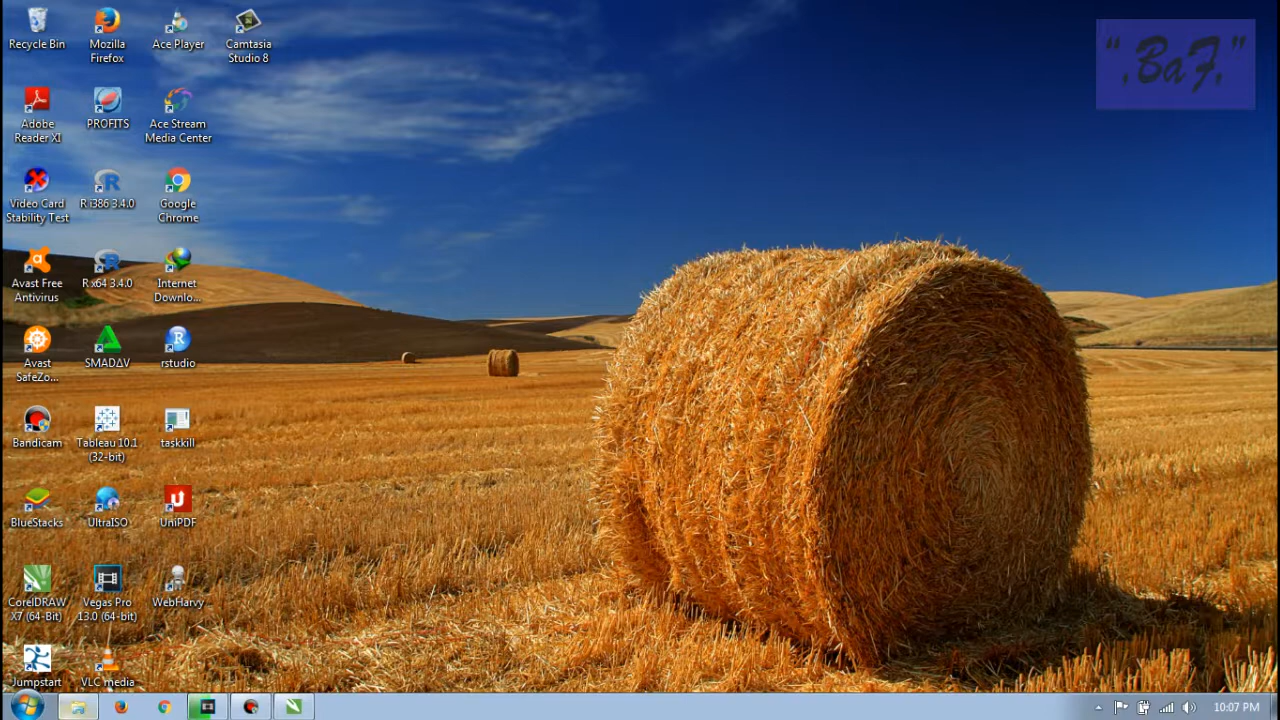 Recycle Bin
Mozilla
Firefox
Ace Player
Camtasia
Studio 8
".BaF."
Adobe
Reader XI
PROFITS
Ace Stream
Media Center
Video Card
Stability Test
R i386 3.4.0
Google
Chrome
Avast Free
Antivirus
R x64 3.4.0
Internet
Downlo...
Avast
SafeZo...
SMADΔV
rstudio
Bandicam
Tableau 10.1
(32-bit)
taskkill
BlueStacks
UltraISO
UniPDF
CorelDRAW
X7 (64-Bit)
Vegas Pro
13.0 (64-bit)
WebHarvy
Jumpstart
VLC media
10:07 PM